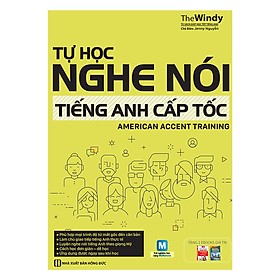 The Windy
Chủ Biên: Jenny Nguyễn
TỰ HỌC
NGHE NÓI
TIẾNG ANH CẤP TỐC
AMERICAN ACCENT TRAINING
• Phù hợp mọi trình độ từ mất gốc đến căn bản
• Làm chủ giao tiếp tiếng Anh thực tế
• Luyện nghe nói tiếng Anh theo giọng Mỹ
• Cách học đơn giản – dễ học
• Ứng dụng được ngay sau khi học
NHÀ XUẤT BẢN HỒNG ĐỨC